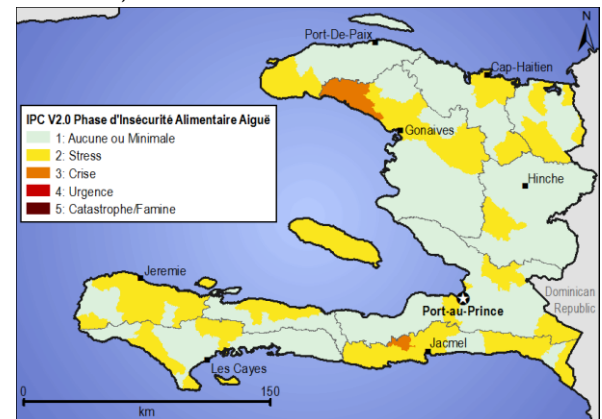 N
Port-De-Paix
Cap-Haitien
IPC V2.0 Phase d'Insécurité Alimentaire Aiguë
1: Aucune ou Minimale
2: Stress
3: Crise
4: Urgence
5: Catastrophe/Famine
Gonaives
Hinche
Jeremie
Dominican
Republic
Port-au-Prince
Jacmel
Les Cayes
0 150
km